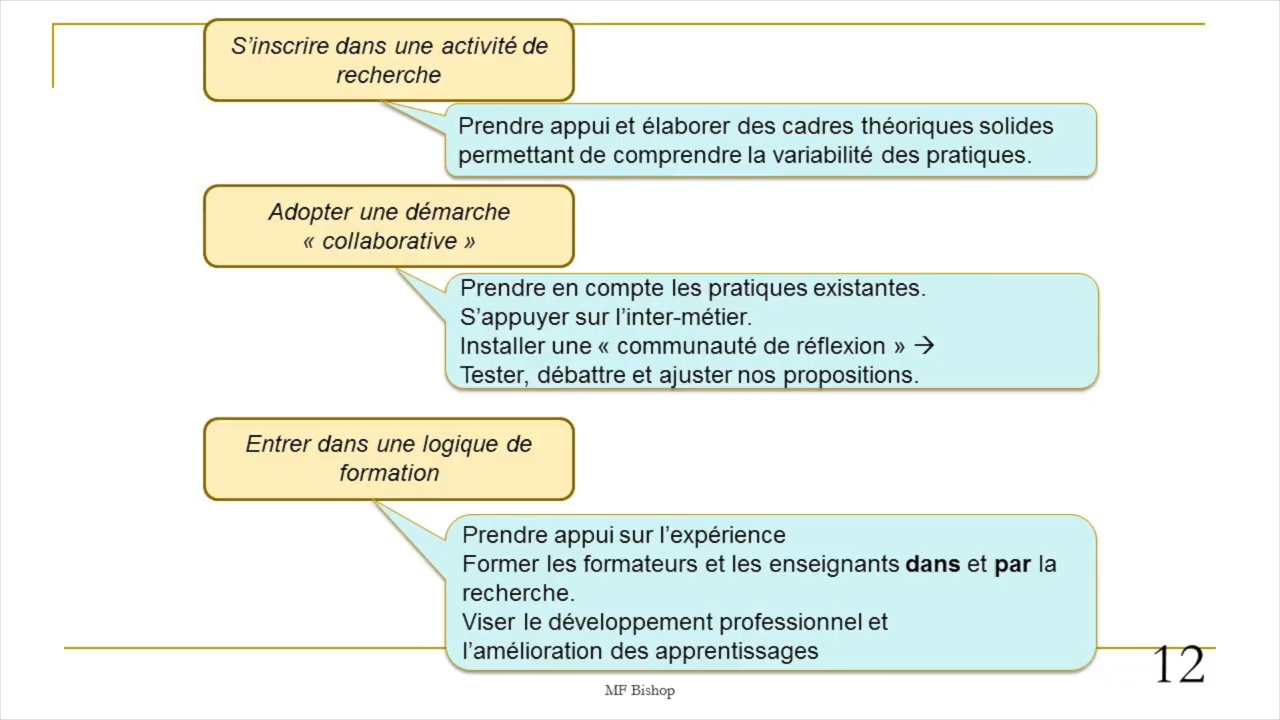 S'inscrire dans une activité de
recherche
Prendre appui et élaborer des cadres théoriques solides
permettant de comprendre la variabilité des pratiques.
Adopter une démarche
« collaborative »
Prendre en compte les pratiques existantes.
S'appuyer sur l'inter-métier.
Installer une « communauté de réflexion » →
Tester, débattre et ajuster nos propositions.
Entrer dans une logique de
formation
Prendre appui sur l'expérience
Former les formateurs et les enseignants dans et par la
recherche.
Viser le développement professionnel et
l'amélioration des apprentissages
12
MF Bishop